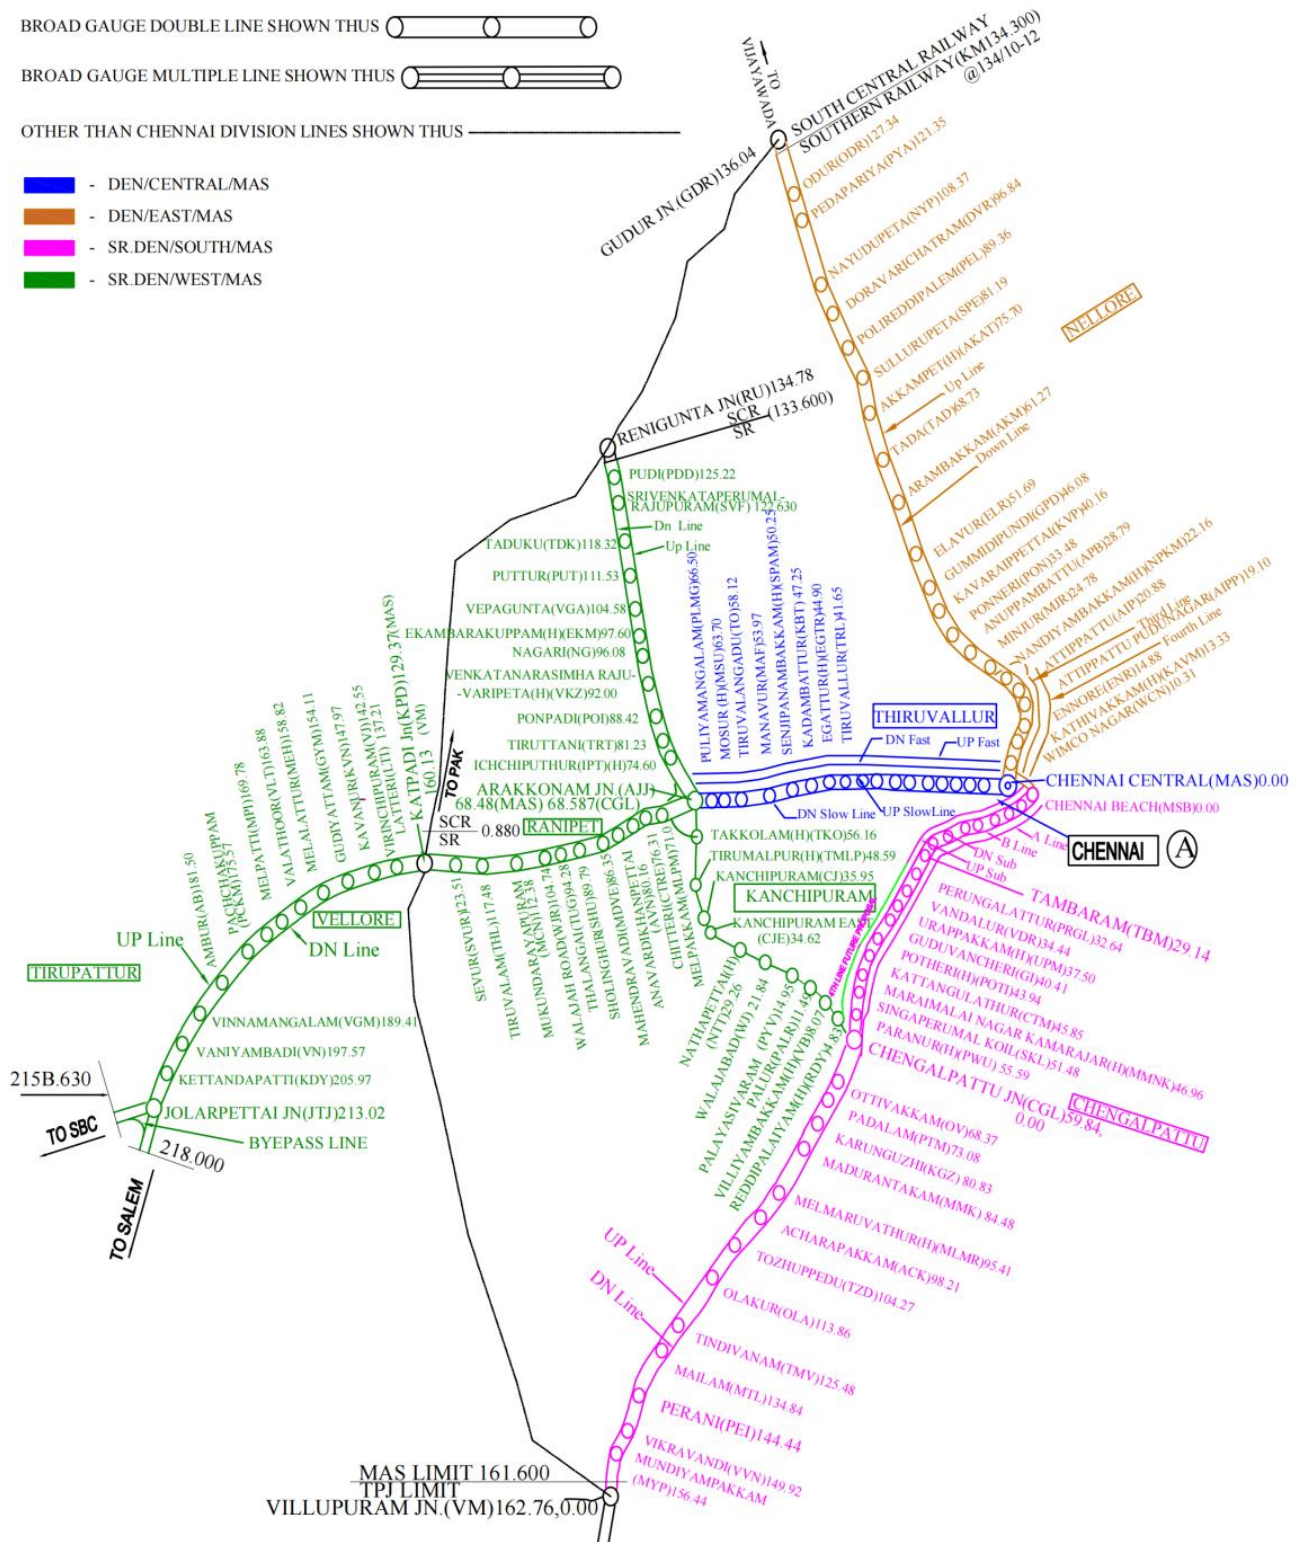 BROAD GAUGE DOUBLE LINE SHOWN THUS
BROAD GAUGE MULTIPLE LINE SHOWN THUS
OTHER THAN CHENNAI DIVISION LINES SHOWN THUS
- DEN/CENTRAL/MAS
- DEN/EAST/MAS
- SR.DEN/SOUTH/MAS
- SR.DEN/WEST/MAS
TO
VIJAYAWADA
SOUTH CENTRAL RAILWAY
SOUTHERN RAILWAY(KM134.300)
@134/10-12
GUDUR JN.(GDR)136.04
ODUR(ODR)127.34
PEDAPARIYA(PYA)121.35
NAYUDUPETA(NYP)108.37
DORAVARICHATRAM(DVR)96.84
POLIREDDIPALEM(PEL)89.36
SULLURUPETA(SPE)81.19
AKKAMPET(H)(AKAT)75.70
Up Line
TADA(TAD)68.73
ARAMBAKKAM(AKM)61.27
Down Line
NELLORE
ELAVUR(ELR)51.69
GUMMIDIPUNDI(GPD)46.08
KAVARAIPPETTAI(KVP)40.16
PONNERI(PON)33.48
ANUPPAMBATTU(APB)28.79
MINJUR(MJR)24.78
NANDIYAMBAKKAM(H)(NPKM)22.16
ATTIPPATTU(AIP)20.88
Third Line
ATTIPPATTU PUDUNAGAR(AIPP)19.10
Fourth Line
ENNORE(ENR)14.88
KATHIVAKKAM(H)(KAVM)13.33
WIMCO NAGAR(WCN)10.31
RENIGUNTA JN(RU)134.78
SCR
SR
(133.600)
PUDI(PDD)125.22
SRIVENKATAPERUMAL-
RAJUPURAM(SVF) 122.630
Dn Line
Up Line
TADUKU(TDK)118.32
PUTTUR(PUT)111.53
VEPAGUNTA(VGA)104.58
EKAMBARAKUPPAM(H)(EKM)97.60
NAGARI(NG)96.08
VENKATANARASIMHA RAJU-
-VARIPETA(H)(VKZ)92.00
PONPADI(POI)88.42
TIRUTTANI(TRT)81.23
ICHCHIPUTHUR(IPT)(H)74.60
ARAKKONAM JN.(AJJ)
68.48(MAS) 68.587(CGL)
PULIYAMANGALAM(PLMG)66.50
MOSUR (H)(MSU)63.70
TIRUVALANGADU(TO)58.12
MANAVUR(MAF)53.97
SENJIPANAMBAKKAM(H)(SPAM)50.25
KADAMBATTUR(KBT) 47.25
EGATTUR(H)(EGTR)44.90
TIRUVALLUR(TRL)41.65
THIRUVALLUR
DN Fast
UP Fast
DN Slow Line
UP SlowLine
CHENNAI CENTRAL(MAS)0.00
CHENNAI BEACH(MSB)0.00
A Line
B Line
DN Sub
UP Sub
CHENNAI
A
KATPADI Jn(KPD)129.37(MAS)
160.13 (VM)
TO PAK
SCR
SR
0.880
RANIPET
LATTERI(LTI) 137.21
VIRINCHIPURAM(VJ)142.55
KAVANUR(KVN)147.97
GUDIYATTAM(GYM)154.11
MELALATTUR(MEH)158.82
VALATHOOR(VLT)163.88
MELPATTI(MPI)169.78
PACHCHAKUPPAM
(PCKM)175.57
AMBUR(AB)181.50
VELLORE
UP Line
DN Line
TIRUPATTUR
VINNAMANGALAM(VGM)189.41
VANIYAMBADI(VN)197.57
KETTANDAPATTI(KDY)205.97
215B.630
JOLARPETTAI JN(JTJ)213.02
TO SBC
BYEPASS LINE
218.000
TO SALEM
SEVUR(SVUR)123.51
TIRUVALAM(THL)117.48
MUKUNDARAYAPURAM
(MCN)112.38
WALAJAH ROAD(WJR)104.74
THALANGAI(TUG)94.28
SHOLINGHUR(SHU)89.79
MAHENDRAVADI(MDVE)86.35
ANAVARDIKHANPETTAI
(AVN)80.16
CHITTERI(CTRE)76.31
MELPAKKAM(MLPM)71.0
TAKKOLAM(H)(TKO)56.16
TIRUMALPUR(H)(TMLP)48.59
KANCHIPURAM(CJ)35.95
KANCHIPURAM
KANCHIPURAM EAST
(CJE)34.62
NATHAPETTAI(H)
(NTT)29.26
WALAJABAD(WJ) 21.84
PALAYASIVARAM (PYV)14.95
PALUR(PALR)11.49
VILLIYAMBAKKAM(H)(VB)8.07
REDDIPALAIYAM(H)(RDY)4.83
4TH LINE FUTURE PROPOSAL
TAMBARAM(TBM)29.14
PERUNGALATTUR(PRGL)32.64
VANDALUR(VDR)34.44
URAPPAKKAM(H)(UPM)37.50
GUDUVANCHERI(GI)40.41
POTHERI(H)(POTI)43.94
KATTANGULATHUR(CTM)45.85
MARAIMALAI NAGAR KAMARAJAR(H)(MMNK)46.96
SINGAPERUMAL KOIL(SKL)51.48
PARANUR(H)(PWU) 55.59
CHENGALPATTU JN(CGL)59.84,
0.00
CHENGALPATTU
OTTIVAKKAM(OV)68.37
PADALAM(PTM)73.08
KARUNGUZHI(KGZ) 80.83
MADURANTAKAM(MMK) 84.48
MELMARUVATHUR(H)(MLMR)95.41
ACHARAPAKKAM(ACK)98.21
TOZHUPPEDU(TZD)104.27
OLAKUR(OLA)113.86
UP Line
DN Line
TINDIVANAM(TMV)125.48
MAILAM(MTL)134.84
PERANI(PEI)144.44
VIKRAVANDI(VVN)149.92
MUNDIYAMPAKKAM
(MYP)156.44
MAS LIMIT 161.600
TPJ LIMIT
VILLUPURAM JN.(VM)162.76,0.00